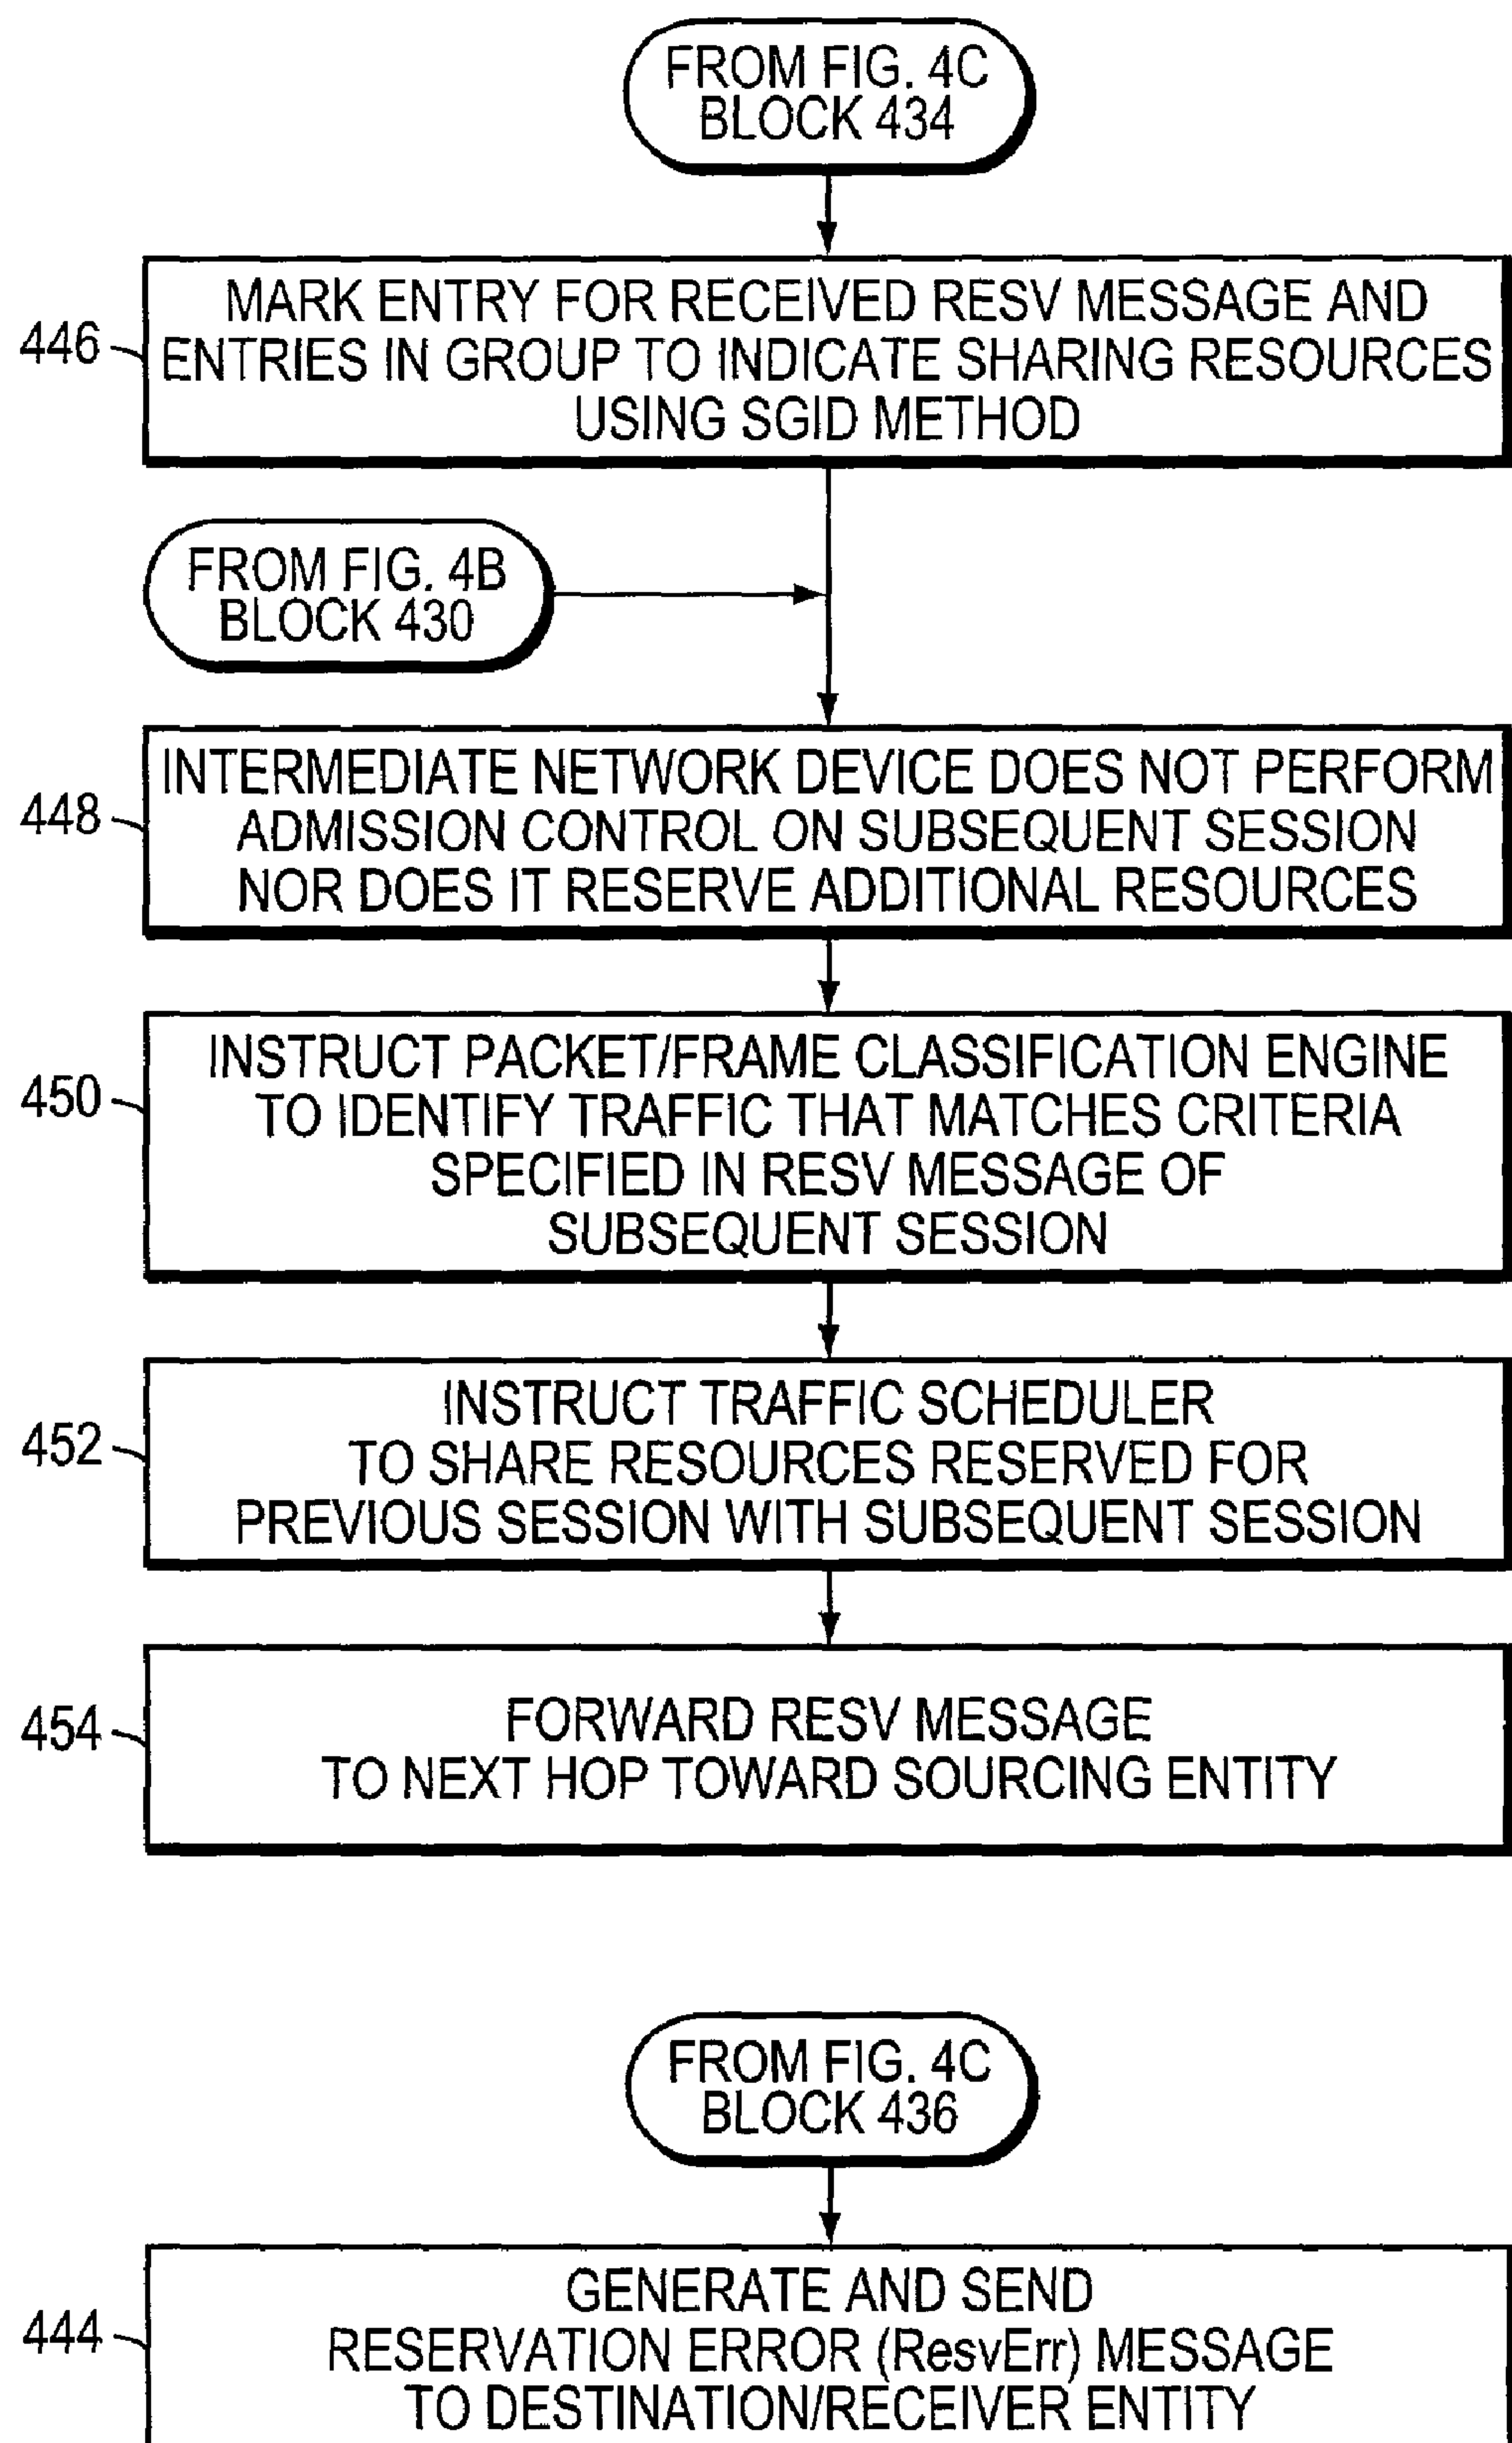 FROM FIG. 4C
BLOCK 434
446
MARK ENTRY FOR RECEIVED RESV MESSAGE AND
ENTRIES IN GROUP TO INDICATE SHARING RESOURCES
USING SGID METHOD
FROM FIG. 4B
BLOCK 430
448
INTERMEDIATE NETWORK DEVICE DOES NOT PERFORM
ADMISSION CONTROL ON SUBSEQUENT SESSION
NOR DOES IT RESERVE ADDITIONAL RESOURCES
450
INSTRUCT PACKET/FRAME CLASSIFICATION ENGINE
TO IDENTIFY TRAFFIC THAT MATCHES CRITERIA
SPECIFIED IN RESV MESSAGE OF
SUBSEQUENT SESSION
452
INSTRUCT TRAFFIC SCHEDULER
TO SHARE RESOURCES RESERVED FOR
PREVIOUS SESSION WITH SUBSEQUENT SESSION
454
FORWARD RESV MESSAGE
TO NEXT HOP TOWARD SOURCING ENTITY
FROM FIG. 4C
BLOCK 436
444
GENERATE AND SEND
RESERVATION ERROR (ResvErr) MESSAGE
TO DESTINATION/RECEIVER ENTITY